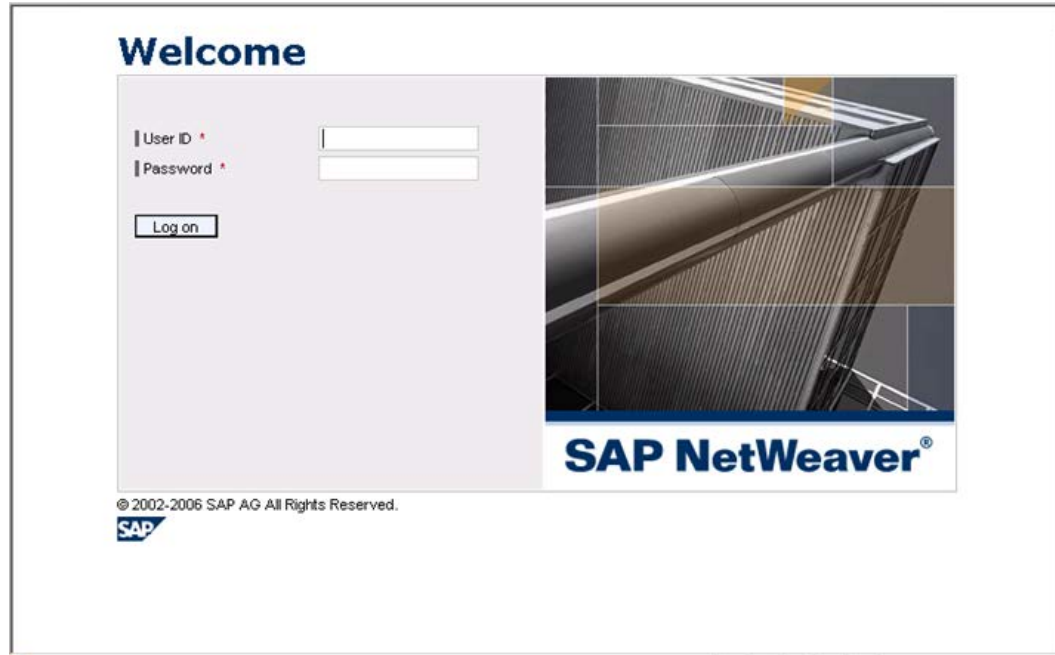 Welcome
User ID *
Password *
Log on
SAP NetWeaver®
© 2002-2006 SAP AG All Rights Reserved.
SAP